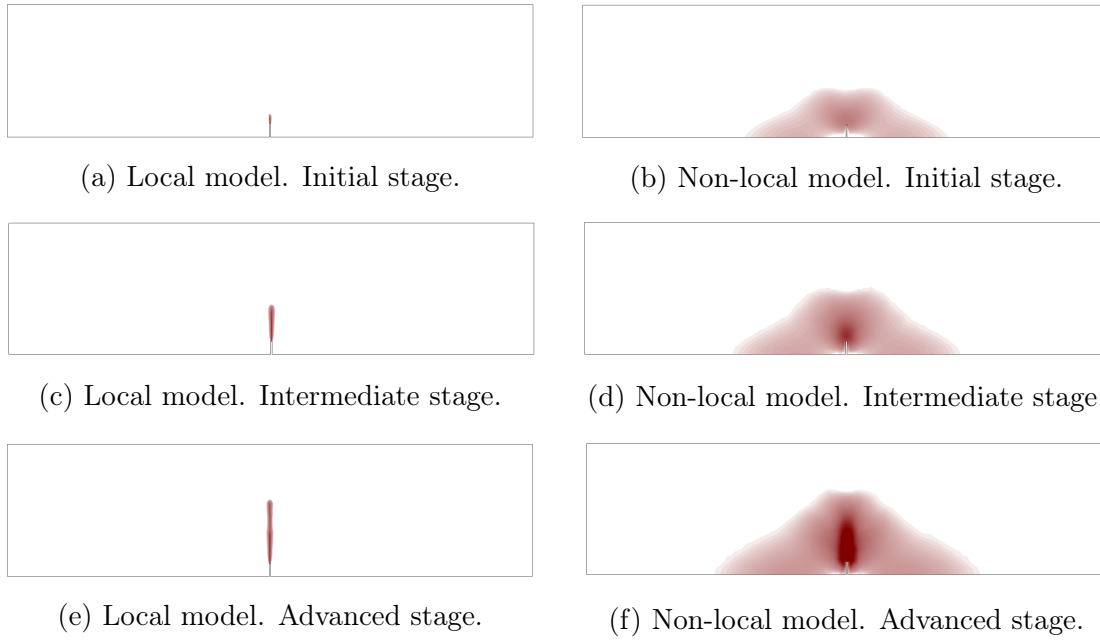 (a) Local model. Initial stage.
(b) Non-local model. Initial stage.
(c) Local model. Intermediate stage.
(d) Non-local model. Intermediate stage.
(e) Local model. Advanced stage.
(f) Non-local model. Advanced stage.